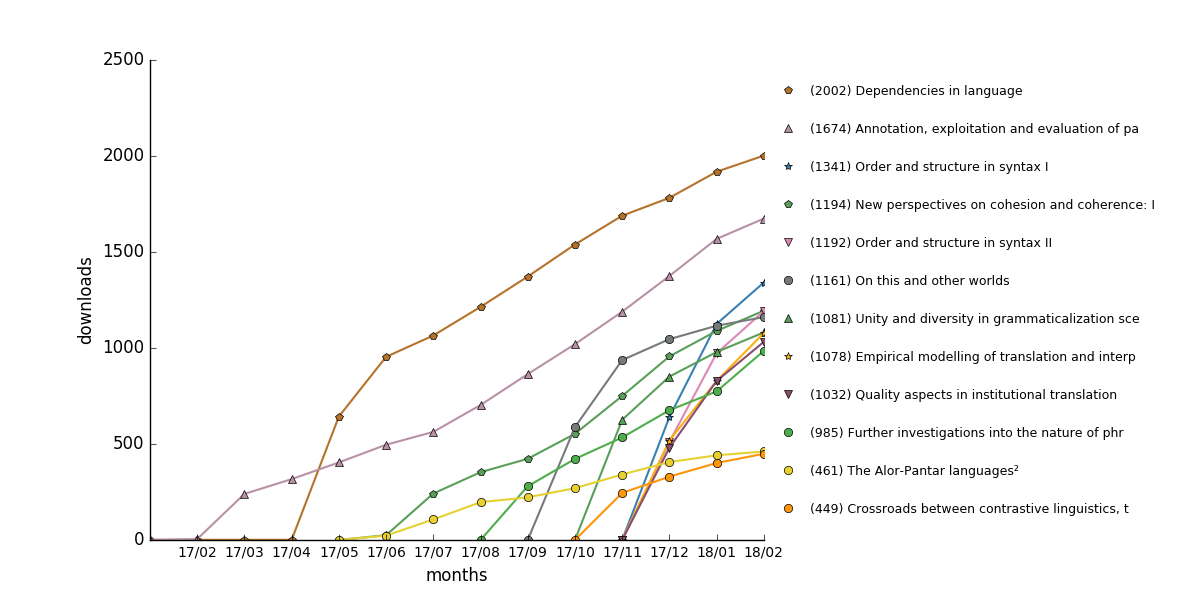 2500
2000
1500
1000
500
0
downloads
17/02 17/03 17/04 17/05 17/06 17/07 17/08 17/09 17/10 17/11 17/12 18/01 18/02
months
(2002) Dependencies in language
(1674) Annotation, exploitation and evaluation of pa
(1341) Order and structure in syntax I
(1194) New perspectives on cohesion and coherence: I
(1192) Order and structure in syntax II
(1161) On this and other worlds
(1081) Unity and diversity in grammaticalization sce
(1078) Empirical modelling of translation and interp
(1032) Quality aspects in institutional translation
(985) Further investigations into the nature of phr
(461) The Alor-Pantar languages²
(449) Crossroads between contrastive linguistics, t